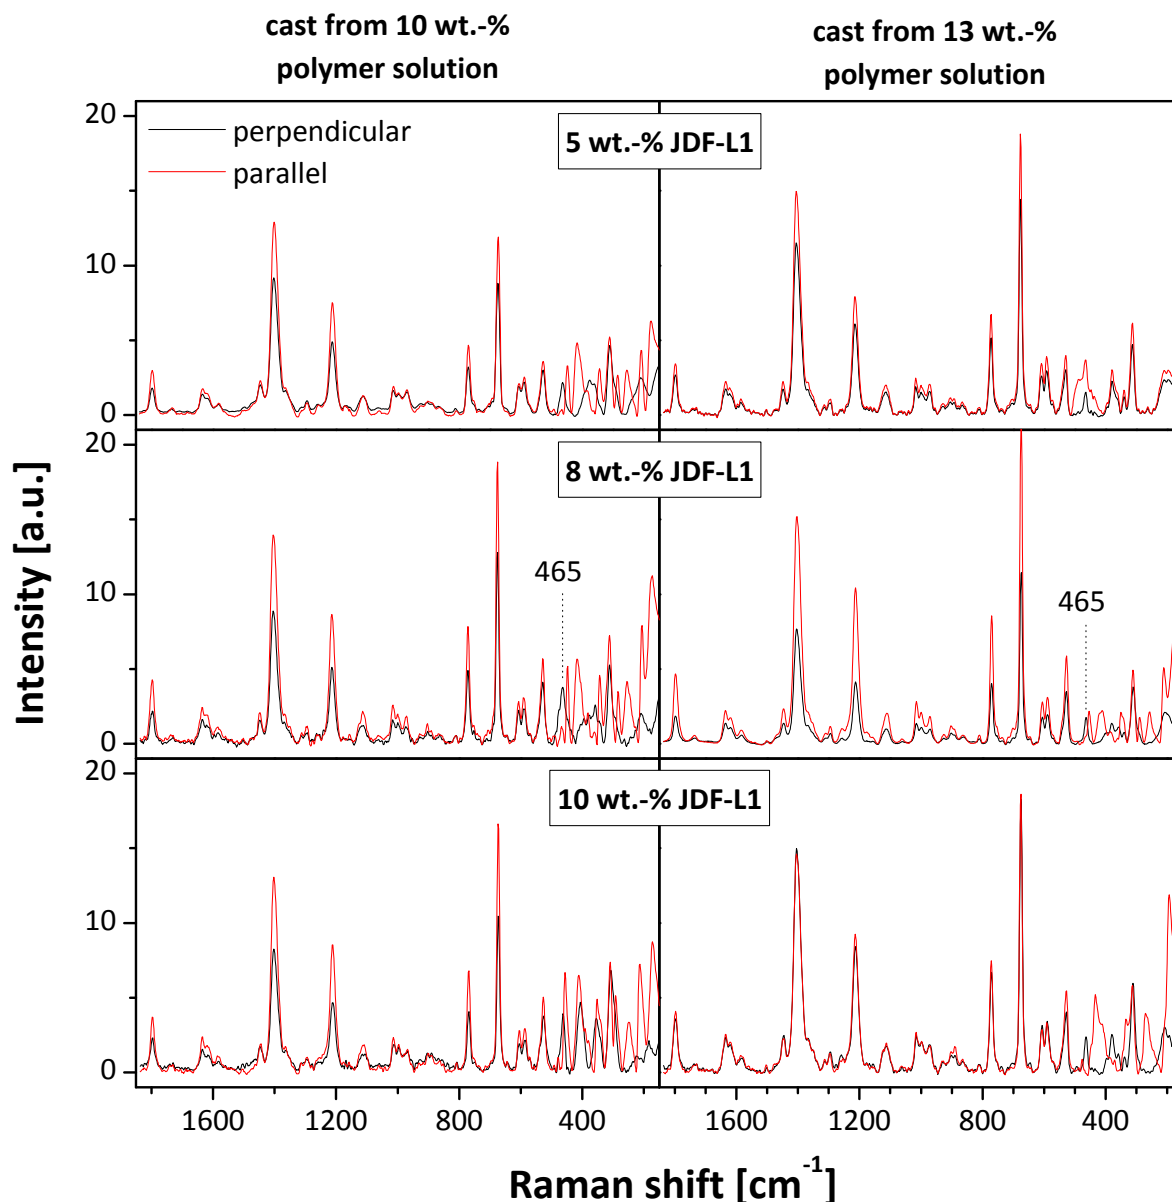 cast from 10 wt.-%
polymer solution
cast from 13 wt.-%
polymer solution
perpendicular
parallel
5 wt.-% JDF-L1
20
10
0
8 wt.-% JDF-L1
20
10
0
465
465
10 wt.-% JDF-L1
20
10
0
1600
1200
800
400
1600
1200
800
400
Intensity [a.u.]
Raman shift [cm⁻¹]